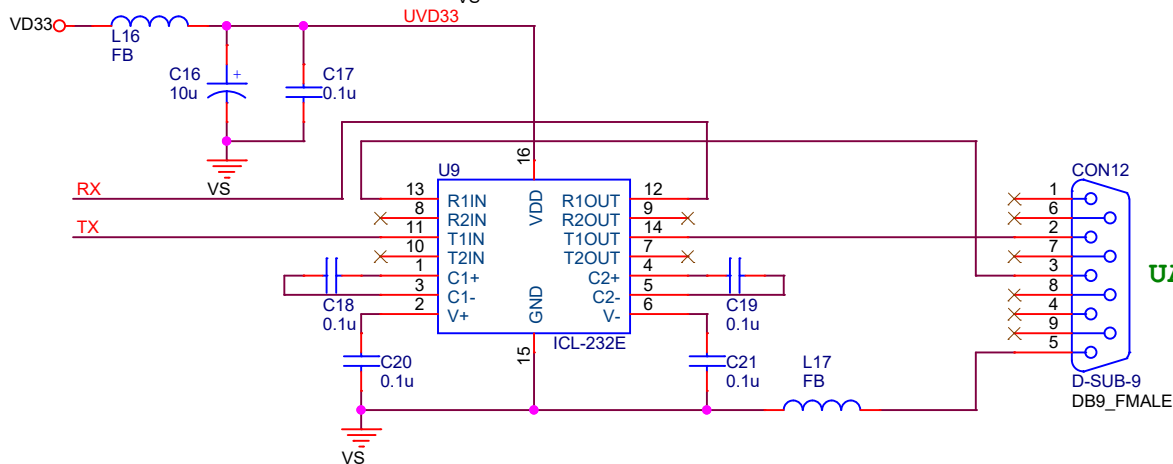 VS
VD33
L16
FB
UVD33
C16
+
10u
C17
0.1u
VS
RX
TX
U9
16
VDD
13
R1IN
R1OUT
12
8
R2IN
R2OUT
9
11
T1IN
T1OUT
14
10
T2IN
T2OUT
7
1
C1+
C2+
4
3
C1-
C2-
5
2
V+
V-
6
GND
15
ICL-232E
C18
0.1u
C19
0.1u
C20
0.1u
C21
0.1u
L17
FB
VS
CON12
1
6
2
7
3
8
4
9
5
D-SUB-9
DB9_FMALE